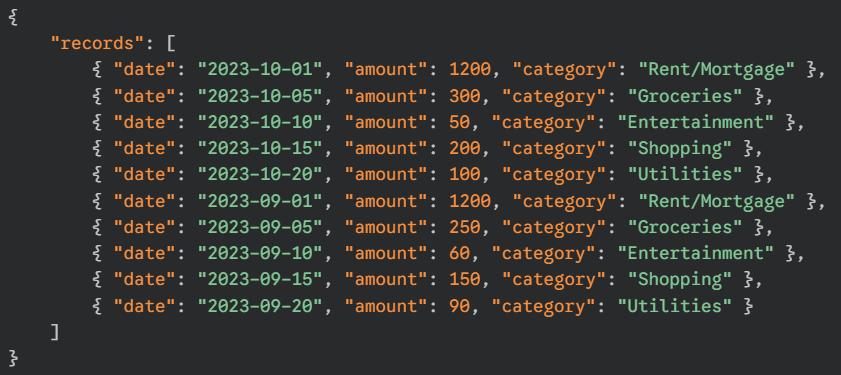 {
    "records": [
        { "date": "2023-10-01", "amount": 1200, "category": "Rent/Mortgage" },
        { "date": "2023-10-05", "amount": 300, "category": "Groceries" },
        { "date": "2023-10-10", "amount": 50, "category": "Entertainment" },
        { "date": "2023-10-15", "amount": 200, "category": "Shopping" },
        { "date": "2023-10-20", "amount": 100, "category": "Utilities" },
        { "date": "2023-09-01", "amount": 1200, "category": "Rent/Mortgage" },
        { "date": "2023-09-05", "amount": 250, "category": "Groceries" },
        { "date": "2023-09-10", "amount": 60, "category": "Entertainment" },
        { "date": "2023-09-15", "amount": 150, "category": "Shopping" },
        { "date": "2023-09-20", "amount": 90, "category": "Utilities" }
    ]
}